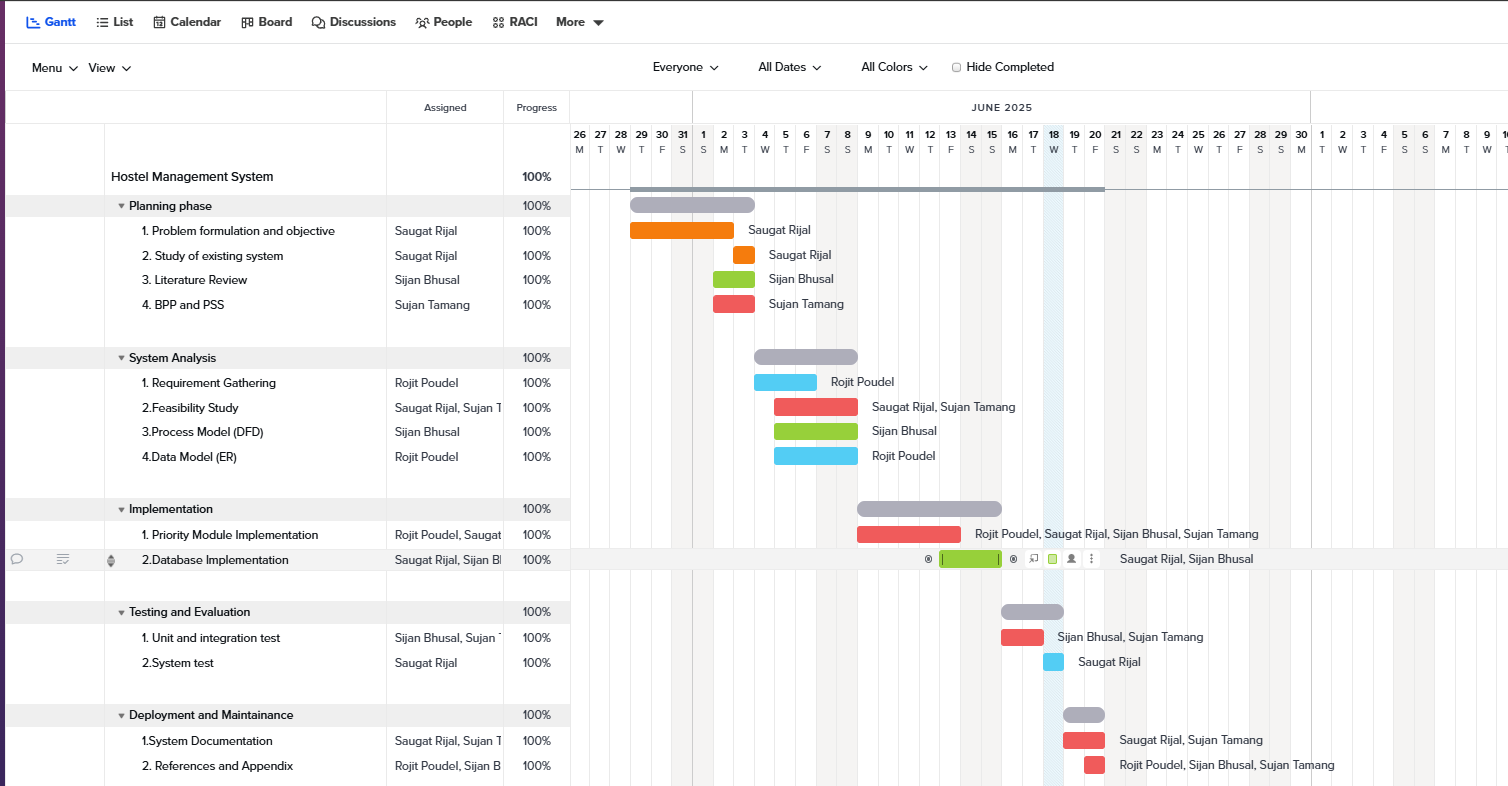 Gantt List Calendar Board Discussions People RACI More
Menu View Everyone All Dates All Colors Hide Completed
Assigned Progress JUNE 2025
26 27 28 29 30 31 1 2 3 4 5 6 7 8 9 10 11 12 13 14 15 16 17 18 19 20 21 22 23 24 25 26 27 28 29 30 1 2 3 4 5 6 7 8 9
M T W T F S S M T W T F S S M T W T F S S M T W T F S S M T W T F S S M T W T F S S M T W
Hostel Management System 100%
Planning phase 100%
1. Problem formulation and objective Saugat Rijal 100% Saugat Rijal
2. Study of existing system Saugat Rijal 100% Saugat Rijal
3. Literature Review Sijan Bhusal 100% Sijan Bhusal
4. BPP and PSS Sujan Tamang 100% Sujan Tamang
System Analysis 100%
1. Requirement Gathering Rojit Poudel 100% Rojit Poudel
2.Feasibility Study Saugat Rijal, Sujan T 100% Saugat Rijal, Sujan Tamang
3.Process Model (DFD) Sijan Bhusal 100% Sijan Bhusal
4.Data Model (ER) Rojit Poudel 100% Rojit Poudel
Implementation 100%
1. Priority Module Implementation Rojit Poudel, Saugat 100% Rojit Poudel, Saugat Rijal, Sijan Bhusal, Sujan Tamang
2.Database Implementation Saugat Rijal, Sijan B 100% Saugat Rijal, Sijan Bhusal
Testing and Evaluation 100%
1. Unit and integration test Sijan Bhusal, Sujan 100% Sijan Bhusal, Sujan Tamang
2.System test Saugat Rijal 100% Saugat Rijal
Deployment and Maintainance 100%
1.System Documentation Saugat Rijal, Sujan T 100% Saugat Rijal, Sujan Tamang
2. References and Appendix Rojit Poudel, Sijan B 100% Rojit Poudel, Sijan Bhusal, Sujan Tamang